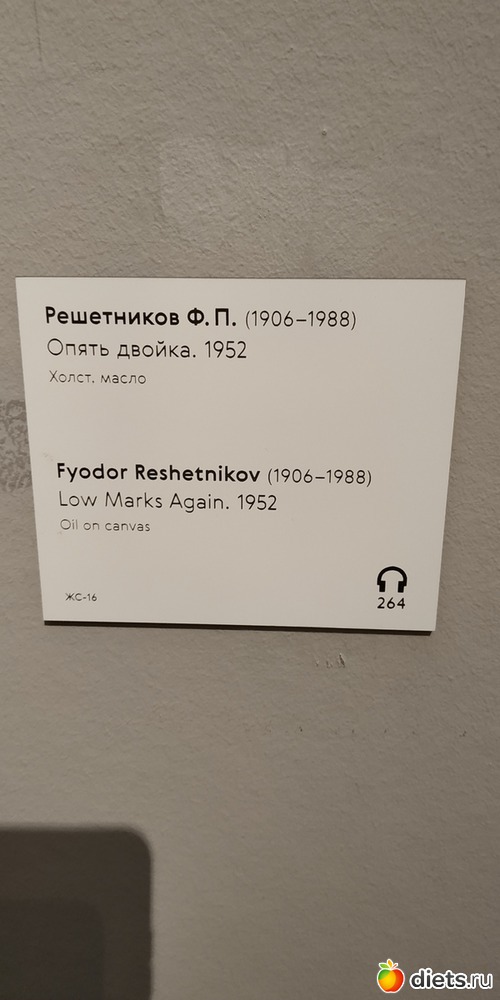 Решетников Ф. П. (1906–1988)
Опять двойка. 1952
Холст, масло
Fyodor Reshetnikov (1906–1988)
Low Marks Again. 1952
Oil on canvas
ЖС-16
264
diets.ru